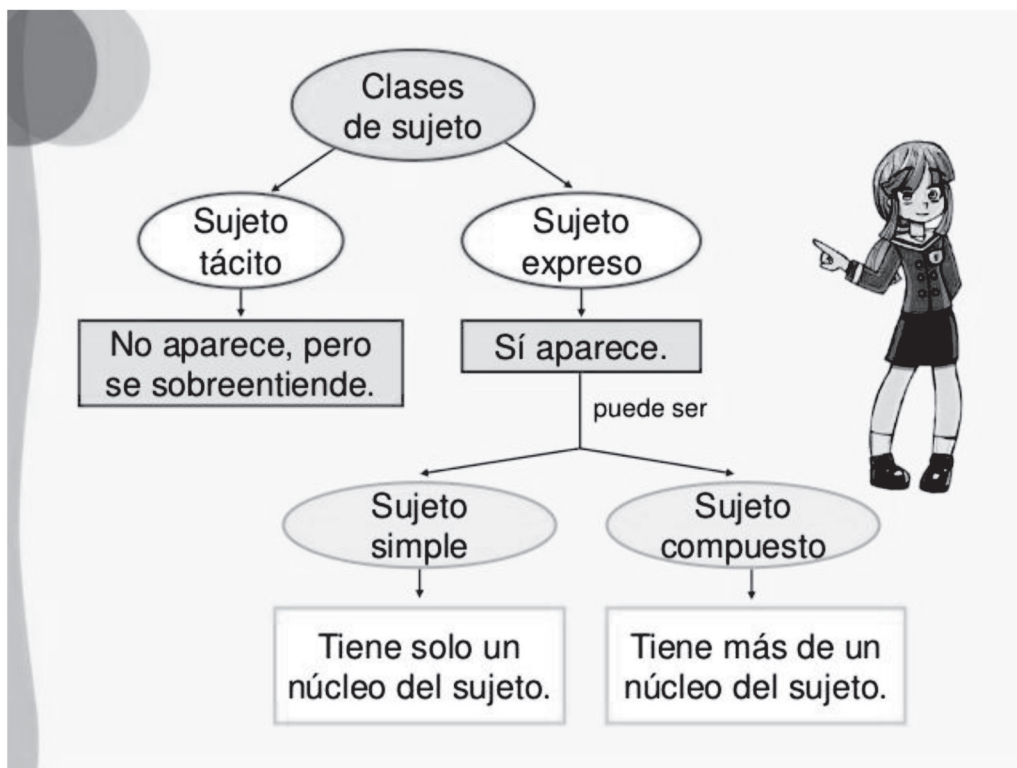 Clases
de sujeto
Sujeto
tácito
Sujeto
expreso
No aparece, pero
se sobreentiende.
Sí aparece.
puede ser
Sujeto
simple
Sujeto
compuesto
Tiene solo un
núcleo del sujeto.
Tiene más de un
núcleo del sujeto.